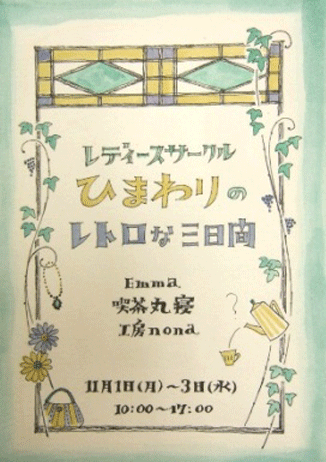 レディースサークル
ひまわりの
レトロな三日間
Emma
喫茶丸寝
工房nona
11月1日(月)～3日(水)
10:00～17:00